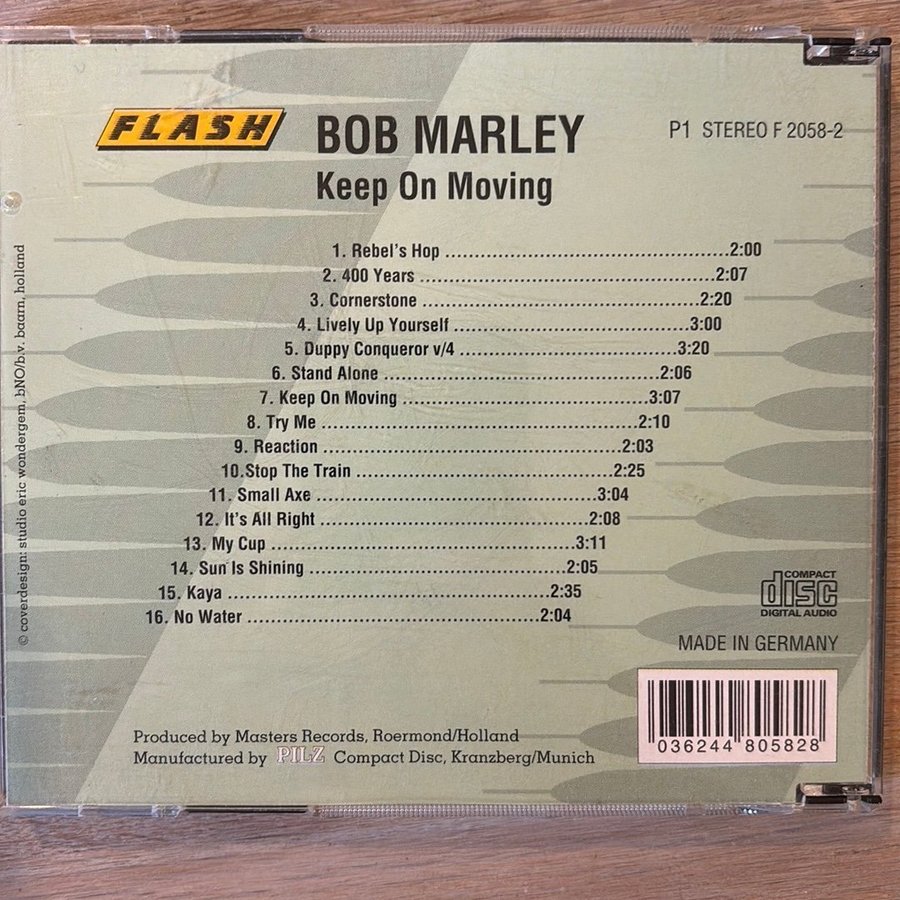 FLASH
BOB MARLEY
P1 STEREO F 2058-2
Keep On Moving
1. Rebel's Hop ..................................................2:00
2. 400 Years ...................................................2:07
3. Cornerstone ...............................................2:20
4. Lively Up Yourself ........................................3:00
5. Duppy Conqueror v/4 .....................................3:20
6. Stand Alone ...............................................2:06
7. Keep On Moving ..........................................3:07
8. Try Me .....................................................2:10
9. Reaction ...................................................2:03
10.Stop The Train ............................................2:25
11. Small Axe ................................................3:04
12. It's All Right ..............................................2:08
13. My Cup ...................................................3:11
14. Sun Is Shining ............................................2:05
15. Kaya .......................................................2:35
16. No Water .................................................2:04
© coverdesign: studio eric wondergem, bNO/b.v. baarn, holland
COMPACT
disc
DIGITAL AUDIO
MADE IN GERMANY
036244 805828
Produced by Masters Records, Roermond/Holland
Manufactured by PILZ Compact Disc, Kranzberg/Munich